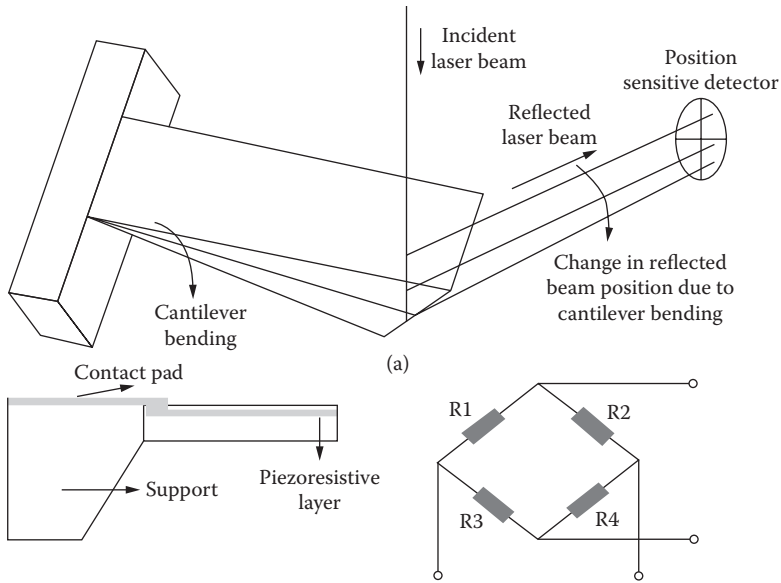 Incident
laser beam
Position
sensitive detector
Reflected
laser beam
Cantilever
bending
Change in reflected
beam position due to
cantilever bending
(a)
Contact pad
Support
Piezoresistive
layer
R1
R2
R3
R4